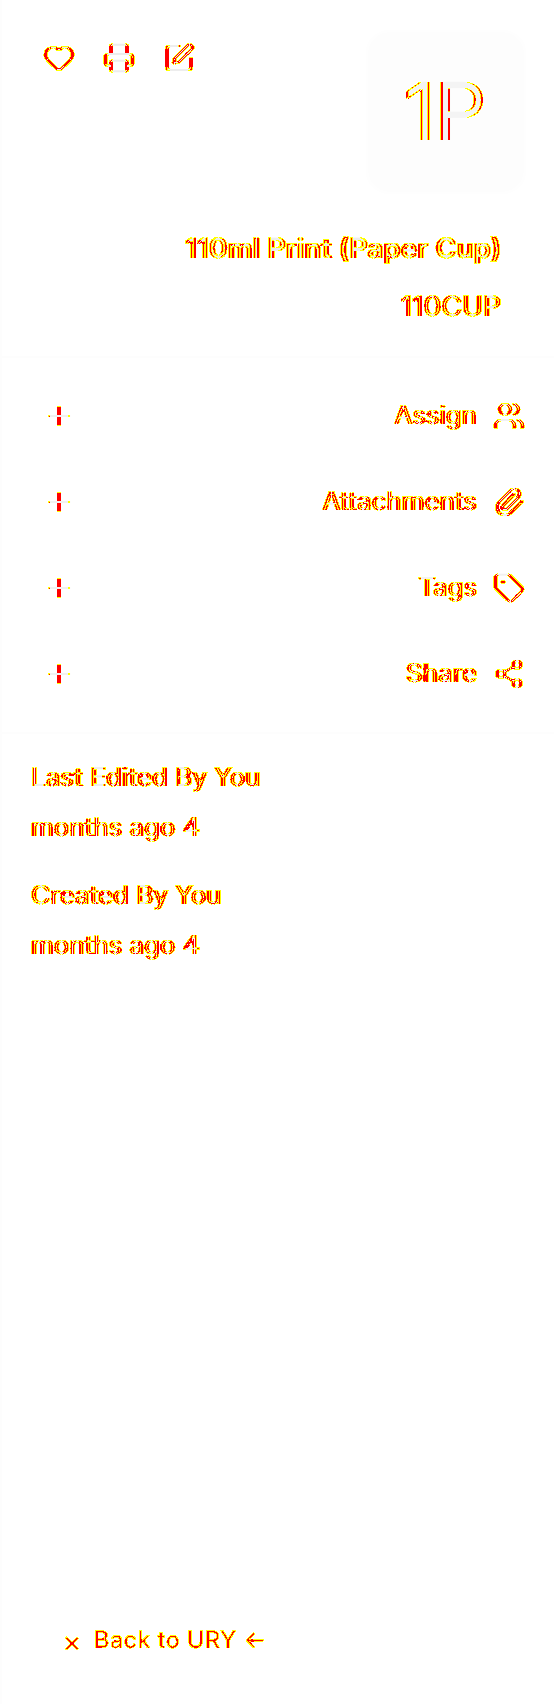 1P
110ml Print (Paper Cup)
110CUP
Assign
Attachments
Tags
Share
Last Edited By You
months ago 4
Created By You
months ago 4
× Back to URY ←